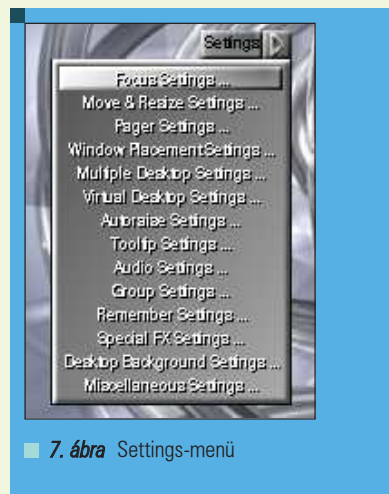 Settings
Focus Settings ...
Move & Resize Settings ...
Pager Settings ...
Window Placement Settings ...
Multiple Desktop Settings ...
Virtual Desktop Settings ...
Autoraise Settings ...
Tooltip Settings ...
Audio Settings ...
Group Settings ...
Remember Settings ...
Special FX Settings ...
Desktop Background Settings ...
Miscellaneous Settings ...
7. ábra Settings-menü